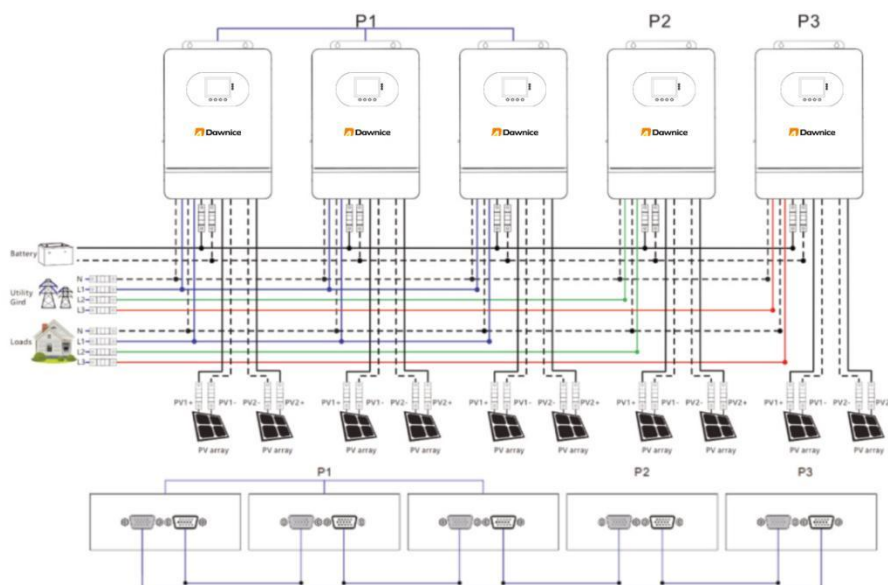 P1 P2 P3
Dawnice Dawnice Dawnice Dawnice Dawnice
Battery
N
L1
Utility
Gird
L2
L3
N
Loads
L1
L2
L3
PV1+ PV1- PV2- PV2+ PV1+ PV1- PV2- PV2+ PV1+ PV1- PV2- PV2+ PV1+ PV1- PV2- PV2+ PV1+ PV1- PV2- PV2
PV array PV array PV array PV array PV array PV array PV array PV array PV array PV array
P1 P2 P3